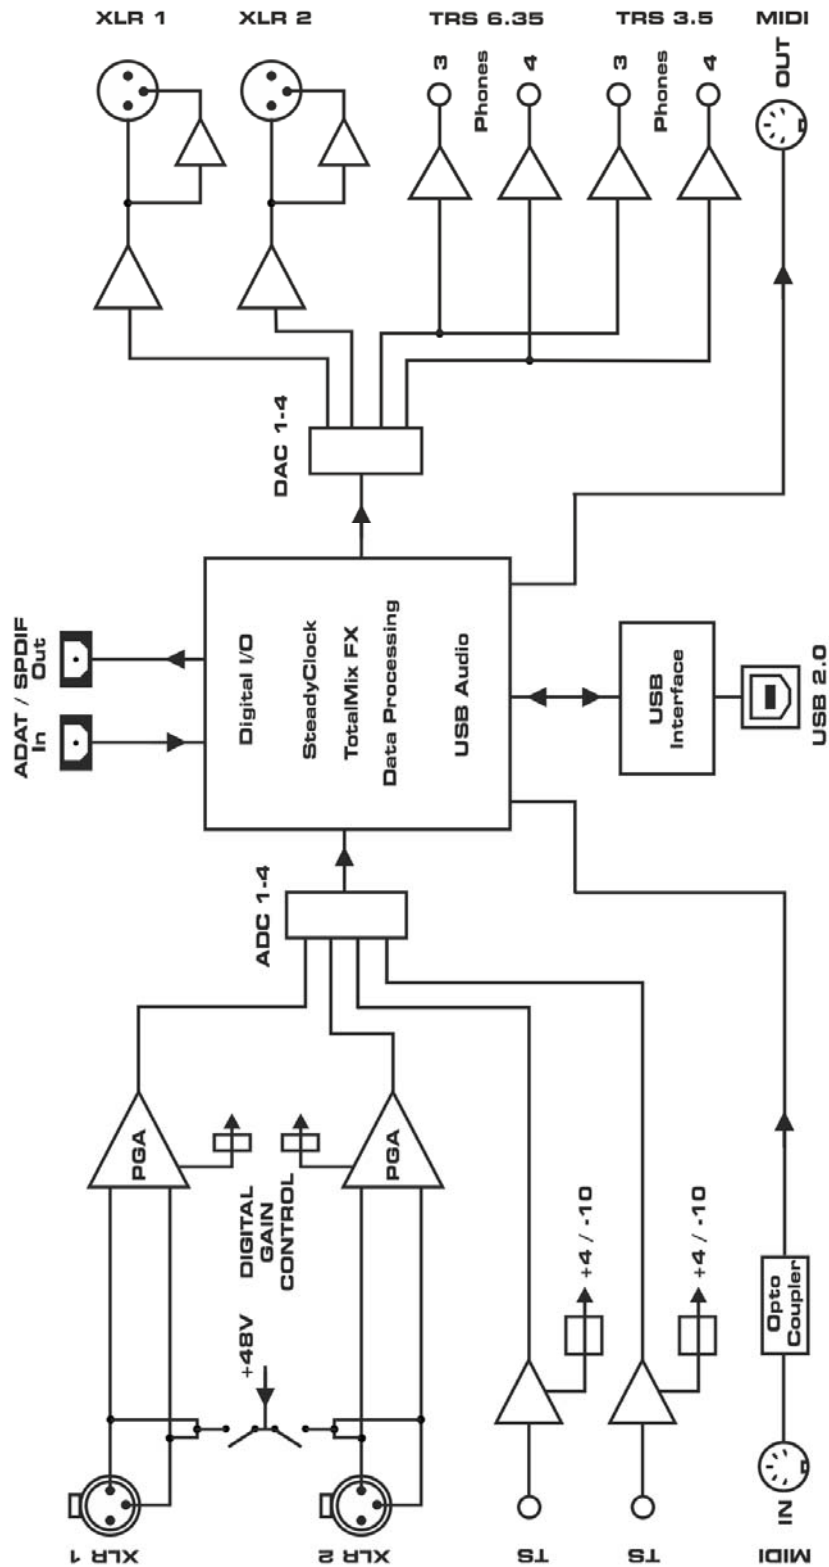 XLR 1
XLR 2
TRS 6.35
TRS 3.5
MIDI
3
Phones
4
3
Phones
4
OUT
DAC 1-4
ADAT / SPDIF
In
Out
Digital I/O
SteadyClock
TotalMix FX
Data Processing
USB Audio
USB
Interface
USB 2.0
ADC 1-4
PGA
PGA
DIGITAL
GAIN
CONTROL
+48V
+4 / -10
+4 / -10
Opto
Coupler
XLR 1
XLR 2
TS
TS
IN
MIDI